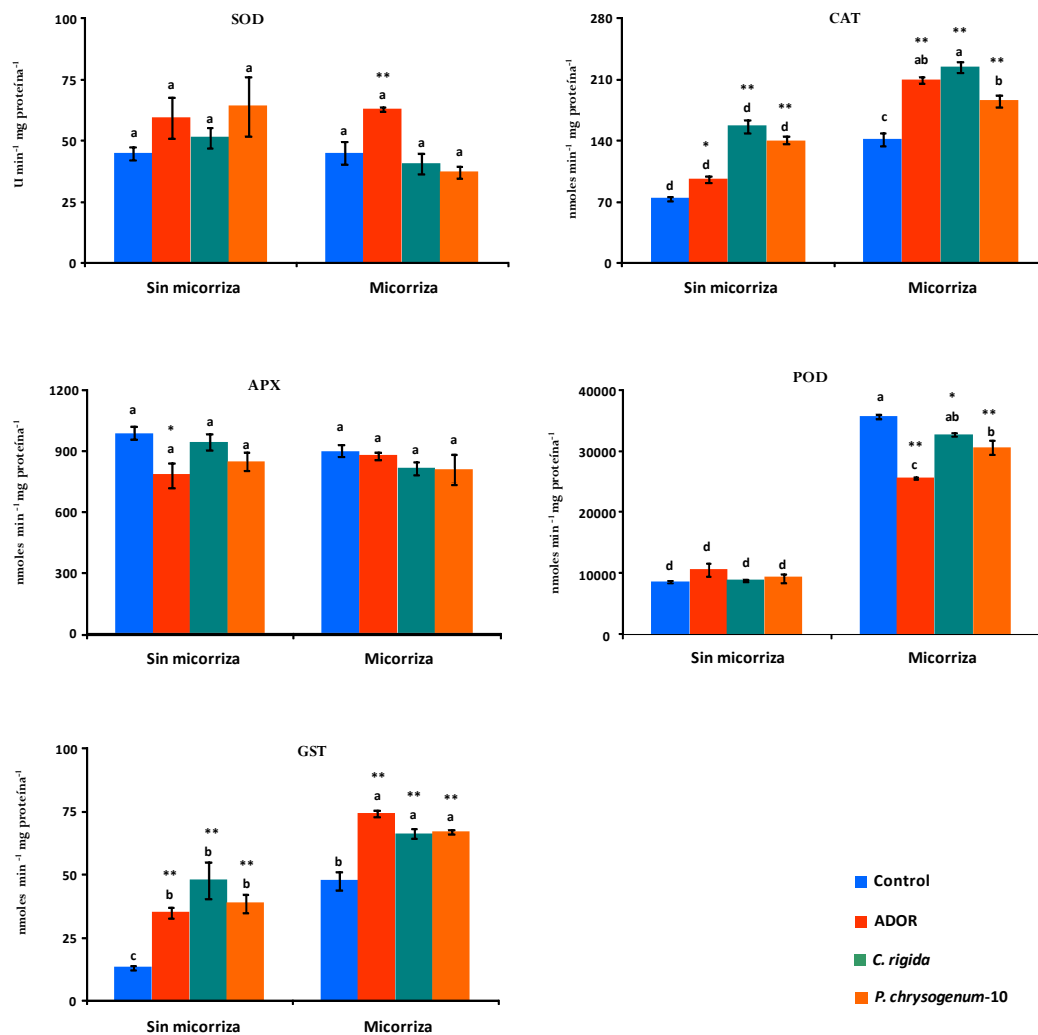 SOD
U min⁻¹ mg proteína⁻¹
100
75
50
25
0
a
a
a
a
a
**
a
a
a
Sin micorriza
Micorriza
CAT
nmoles min⁻¹ mg proteína⁻¹
280
210
140
70
0
d
*
d
**
d
**
d
c
**
ab
**
a
**
b
Sin micorriza
Micorriza
APX
nmoles min⁻¹ mg proteína⁻¹
1200
900
600
300
0
a
*
a
a
a
a
a
a
a
Sin micorriza
Micorriza
POD
nmoles min⁻¹ mg proteína⁻¹
40000
30000
20000
10000
0
d
d
d
d
a
**
c
*
ab
**
b
Sin micorriza
Micorriza
GST
nmoles min⁻¹ mg proteína⁻¹
100
75
50
25
0
c
**
b
**
b
**
b
b
**
a
**
a
**
a
Sin micorriza
Micorriza
Control
ADOR
C. rigida
P. chrysogenum-10